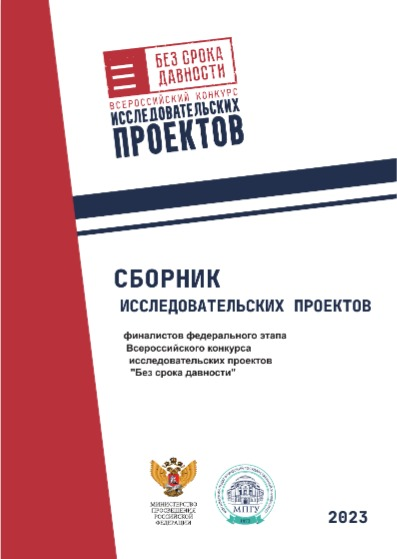 БЕЗ СРОКА
ДАВНОСТИ
ВСЕРОССИЙСКИЙ КОНКУРС
ИССЛЕДОВАТЕЛЬСКИХ
ПРОЕКТОВ
СБОРНИК
ИССЛЕДОВАТЕЛЬСКИХ ПРОЕКТОВ
финалистов федерального этапа
Всероссийского конкурса
исследовательских проектов
"Без срока давности"
МИНИСТЕРСТВО
ПРОСВЕЩЕНИЯ
РОССИЙСКОЙ
ФЕДЕРАЦИИ
МПГУ
2023